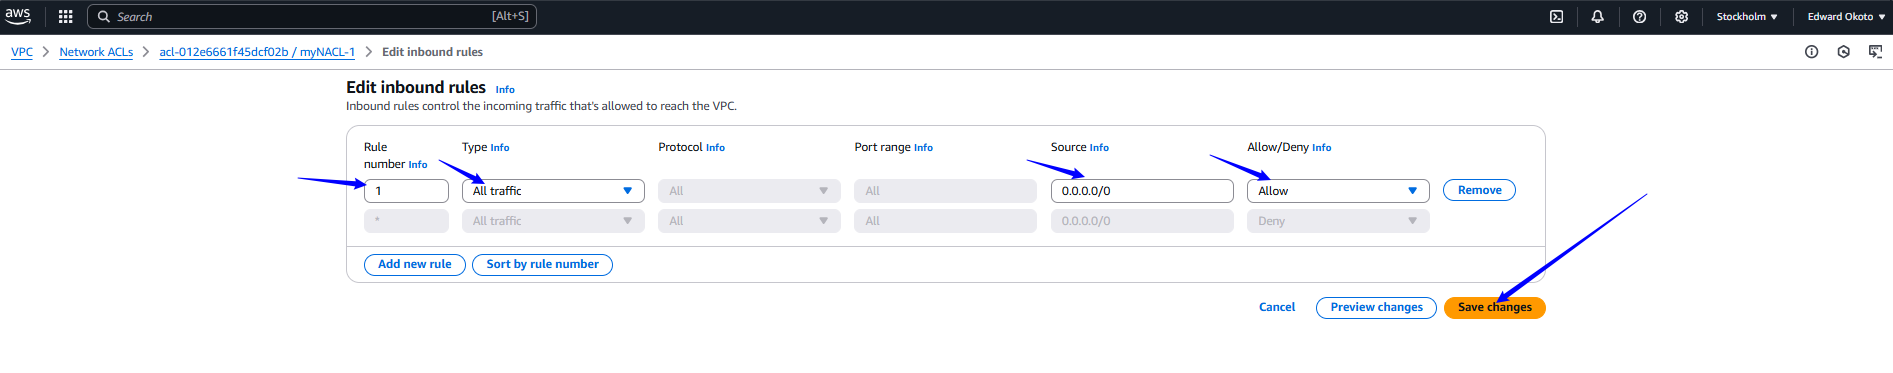 aws Search [Alt+S] Stockholm ▼ Edward Okoto ▼
VPC > Network ACLs > acl-012e6661f45dcf02b / myNACL-1 > Edit inbound rules
Edit inbound rules Info
Inbound rules control the incoming traffic that's allowed to reach the VPC.
Rule number Info Type Info Protocol Info Port range Info Source Info Allow/Deny Info
1 All traffic All All 0.0.0.0/0 Allow Remove
* All traffic All All 0.0.0.0/0 Deny
Add new rule Sort by rule number
Cancel Preview changes Save changes